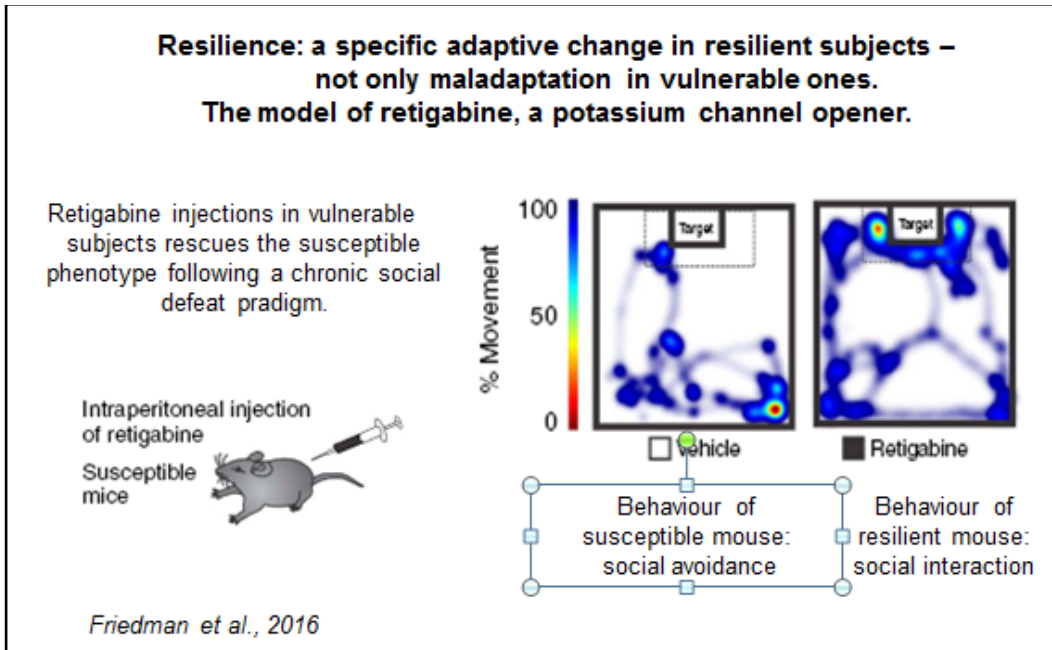 Resilience: a specific adaptive change in resilient subjects –
not only maladaptation in vulnerable ones.
The model of retigabine, a potassium channel opener.
Retigabine injections in vulnerable
subjects rescues the susceptible
phenotype following a chronic social
defeat pradigm.
Intraperitoneal injection
of retigabine
Susceptible
mice
% Movement
100
50
0
Target
Target
Vehicle
Retigabine
Behaviour of
susceptible mouse:
social avoidance
Behaviour of
resilient mouse:
social interaction
Friedman et al., 2016